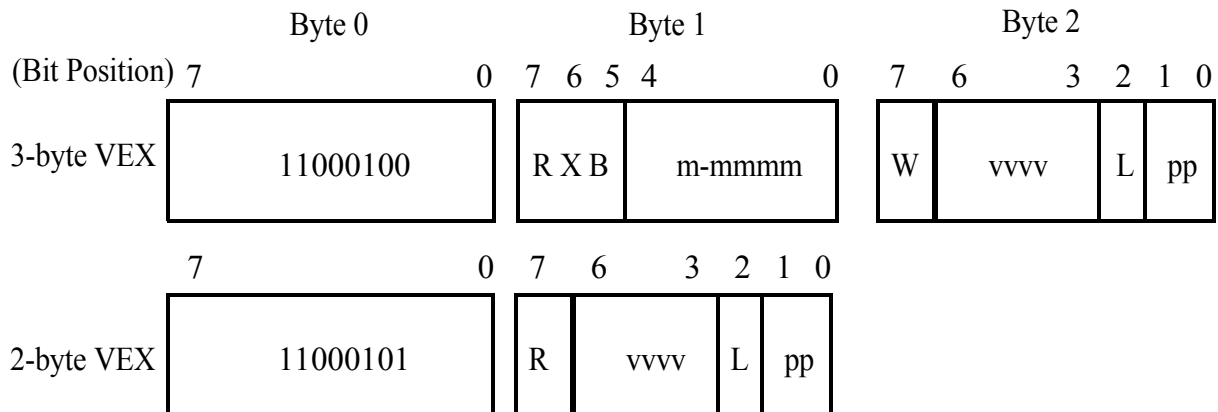 Byte 0 Byte 1 Byte 2
(Bit Position) 7 0 7 6 5 4 0 7 6 3 2 1 0
3-byte VEX 11000100 R X B m-mmmm W vvvv L pp
7 0 7 6 3 2 1 0
2-byte VEX 11000101 R vvvv L pp